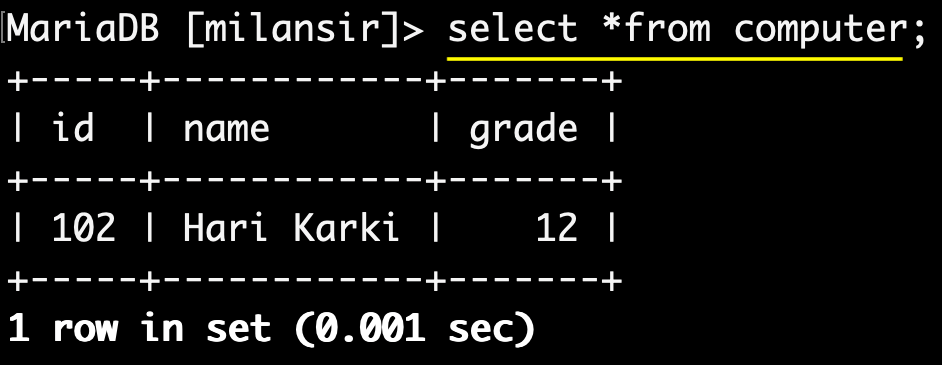 MariaDB [milansir]> select *from computer;
+-----+------------+-------+
| id  | name       | grade |
+-----+------------+-------+
| 102 | Hari Karki |    12 |
+-----+------------+-------+
1 row in set (0.001 sec)